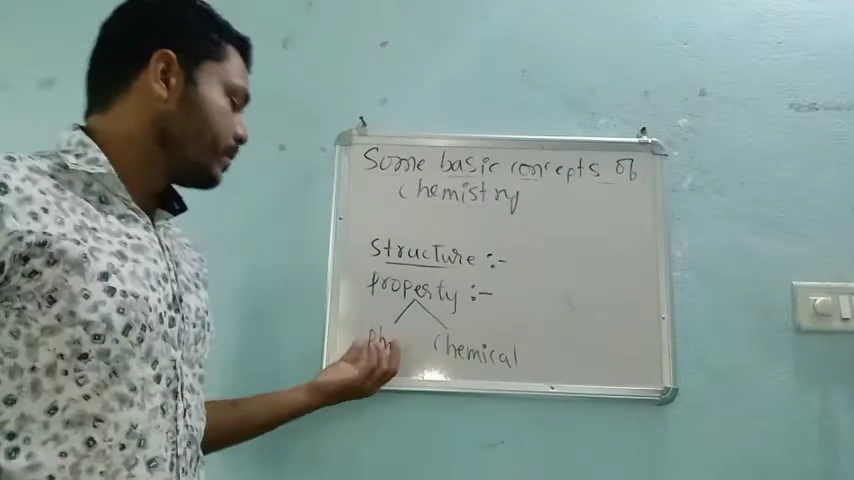 Some basic concepts of
Chemistry
Structure :-
Property :-
Chemical